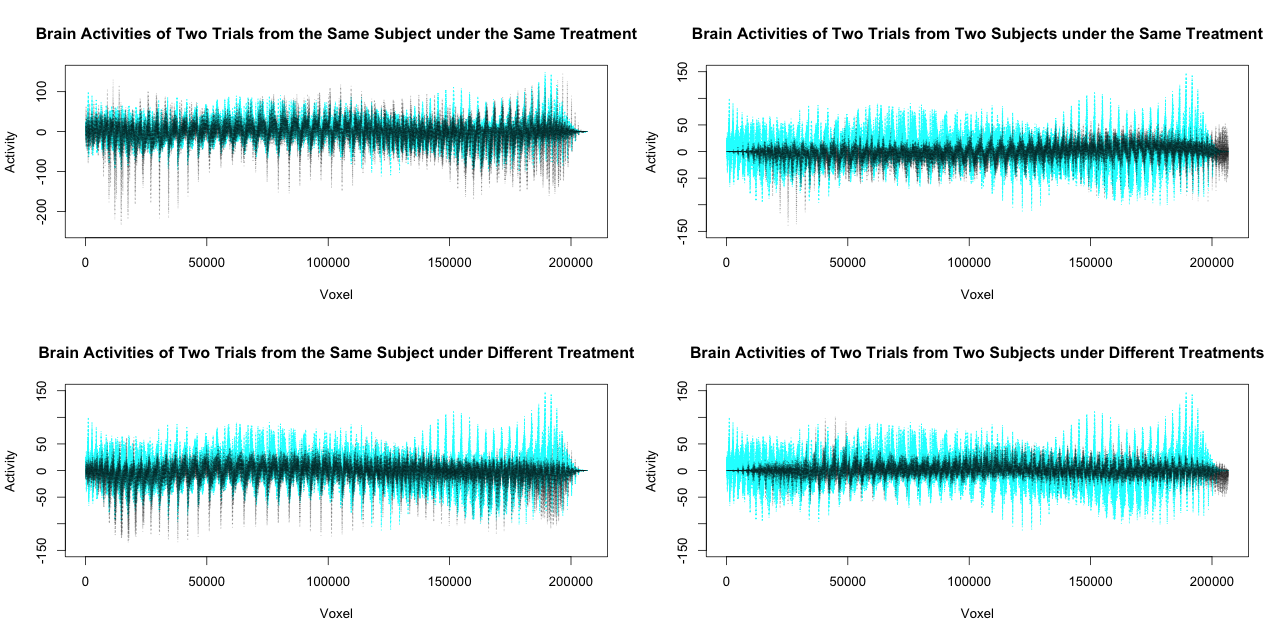 Brain Activities of Two Trials from the Same Subject under the Same Treatment
Activity
100
0
-100
-200
0 50000 100000 150000 200000
Voxel
Brain Activities of Two Trials from Two Subjects under the Same Treatment
Activity
150
50
0
-50
-150
0 50000 100000 150000 200000
Voxel
Brain Activities of Two Trials from the Same Subject under Different Treatment
Activity
150
50
0
-50
-150
0 50000 100000 150000 200000
Voxel
Brain Activities of Two Trials from Two Subjects under Different Treatments
Activity
150
50
0
-50
-150
0 50000 100000 150000 200000
Voxel